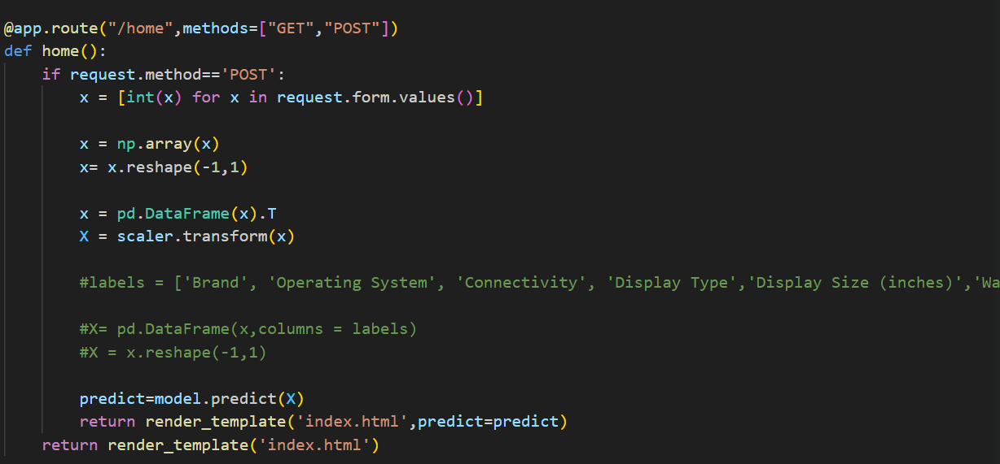 @app.route("/home",methods=["GET","POST"])
def home():
    if request.method=='POST':
        x = [int(x) for x in request.form.values()]
        x = np.array(x)
        x= x.reshape(-1,1)
        x = pd.DataFrame(x).T
        X = scaler.transform(x)
        #labels = ['Brand', 'Operating System', 'Connectivity', 'Display Type','Display Size (inches)','Wa
        #X= pd.DataFrame(x,columns = labels)
        #X = x.reshape(-1,1)
        predict=model.predict(X)
        return render_template('index.html',predict=predict)
    return render_template('index.html')